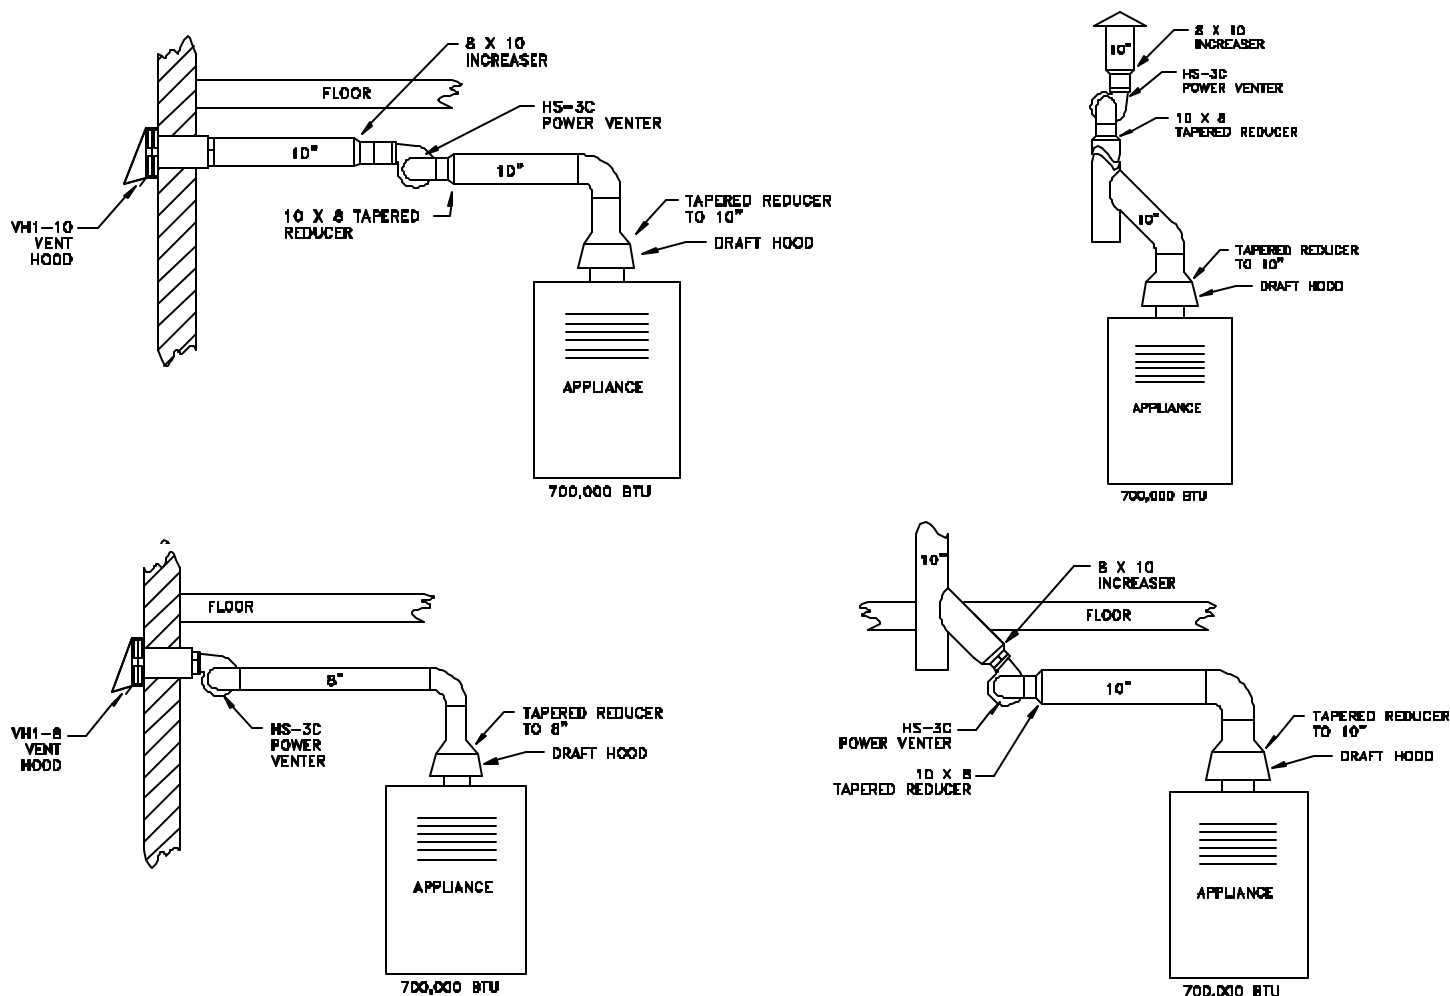 8 X 10
INCREASER
FLOOR
HS-3C
POWER VENTER
10"
10"
10 X 8 TAPERED
REDUCER
VH1-10
VENT
HOOD
TAPERED REDUCER
TO 10"
DRAFT HOOD
APPLIANCE
700,000 BTU
10"
8 X 10
INCREASER
HS-3C
POWER VENTER
10 X 8
TAPERED REDUCER
10"
TAPERED REDUCER
TO 10"
DRAFT HOOD
APPLIANCE
700,000 BTU
FLOOR
8"
VH1-8
VENT
HOOD
HS-3C
POWER
VENTER
TAPERED REDUCER
TO 8"
DRAFT HOOD
APPLIANCE
700,000 BTU
10"
8 X 10
INCREASER
FLOOR
10"
HS-3C
POWER VENTER
10 X 8
TAPERED REDUCER
TAPERED REDUCER
TO 10"
DRAFT HOOD
APPLIANCE
700,000 BTU